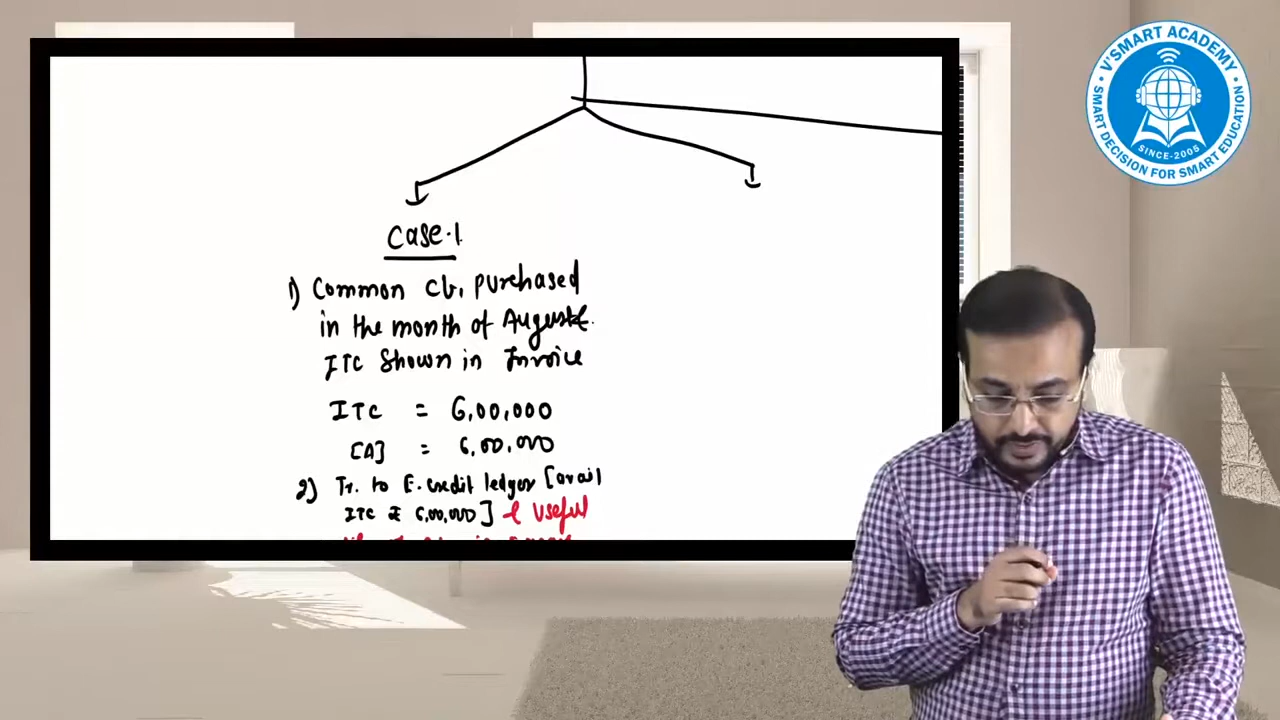 Case.1
1) Common CG. purchased
in the month of August.
ITC Shown in Invoice
ITC = 6,00,000
[A] = 6,00,000
2) Tr. to E.credit ledger [avail
ITC ₹ 6,00,000] & useful
V'SMART ACADEMY
SINCE-2005
SMART DECISION FOR SMART EDUCATION